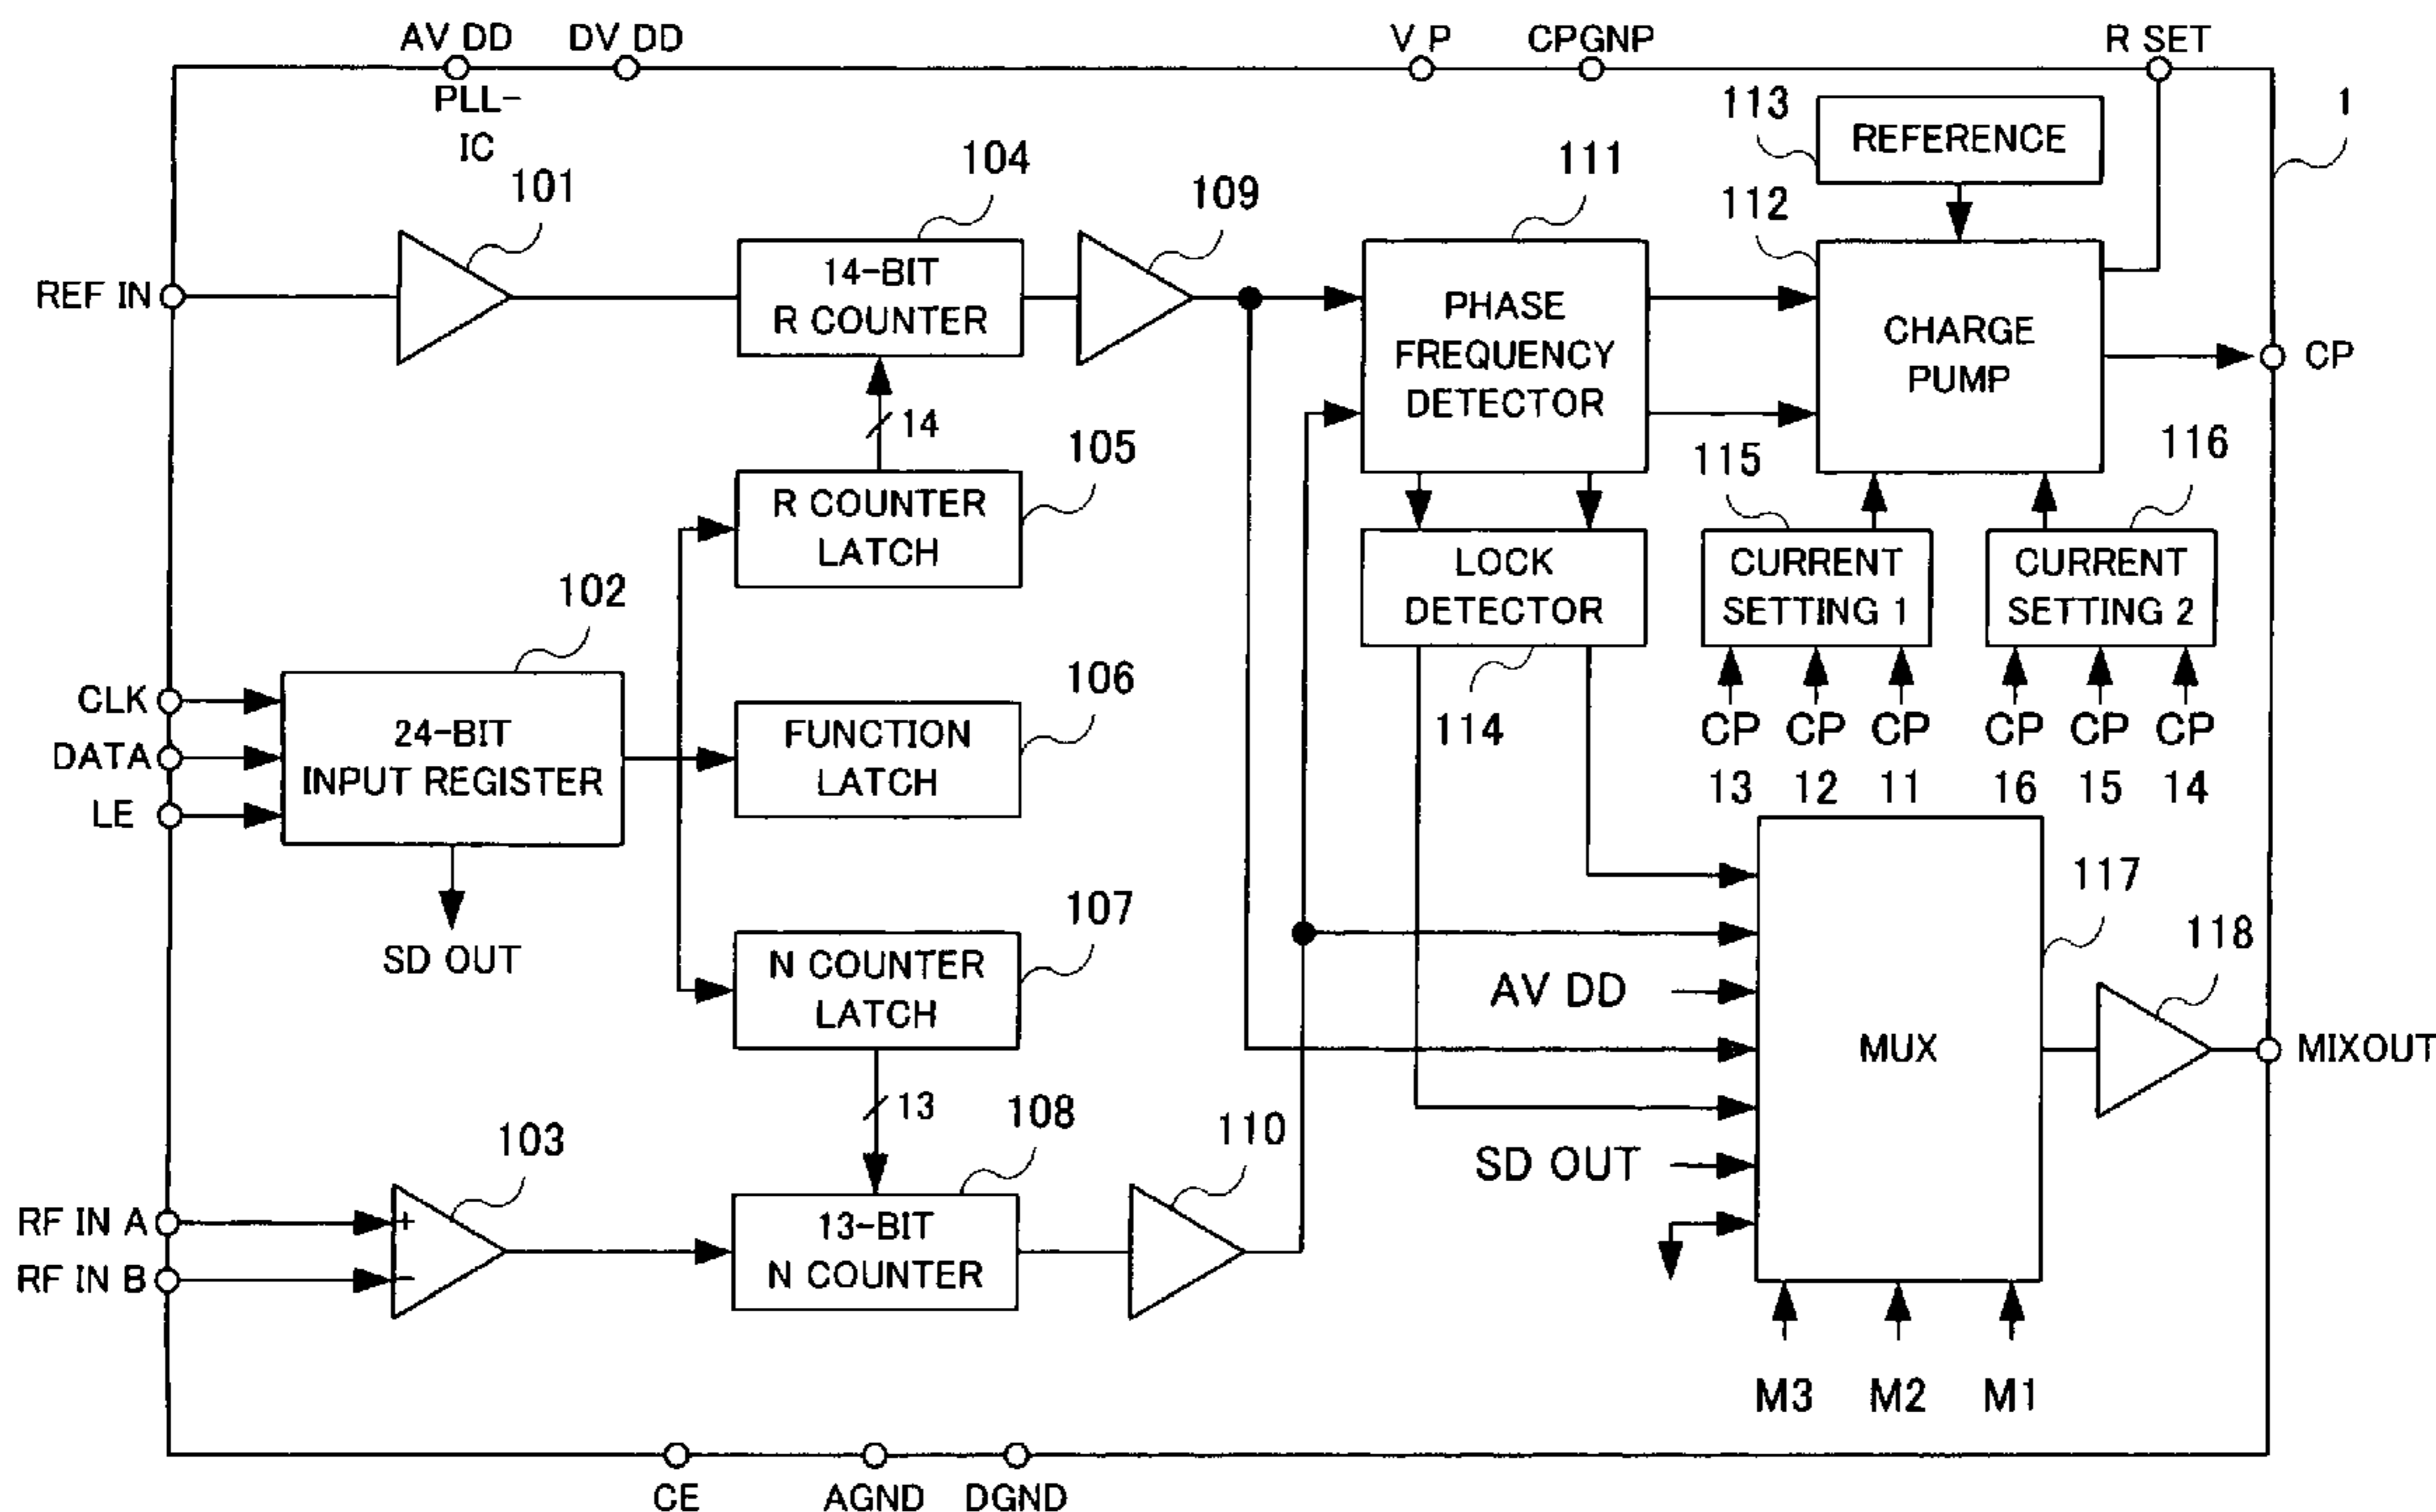 AV DD
DV DD
V P
CPGNP
R SET
PLL-
IC
1
113
REFERENCE
101
104
109
111
112
REF IN
14-BIT
R COUNTER
PHASE
FREQUENCY
DETECTOR
CHARGE
PUMP
CP
14
105
115
116
R COUNTER
LATCH
LOCK
DETECTOR
CURRENT
SETTING 1
CURRENT
SETTING 2
102
106
114
CLK
DATA
LE
24-BIT
INPUT REGISTER
FUNCTION
LATCH
CP CP CP CP CP CP
13 12 11 16 15 14
107
117
118
SD OUT
N COUNTER
LATCH
AV DD
MUX
MIXOUT
13
103
108
110
SD OUT
RF IN A
RF IN B
+
−
13-BIT
N COUNTER
M3 M2 M1
CE
AGND
DGND